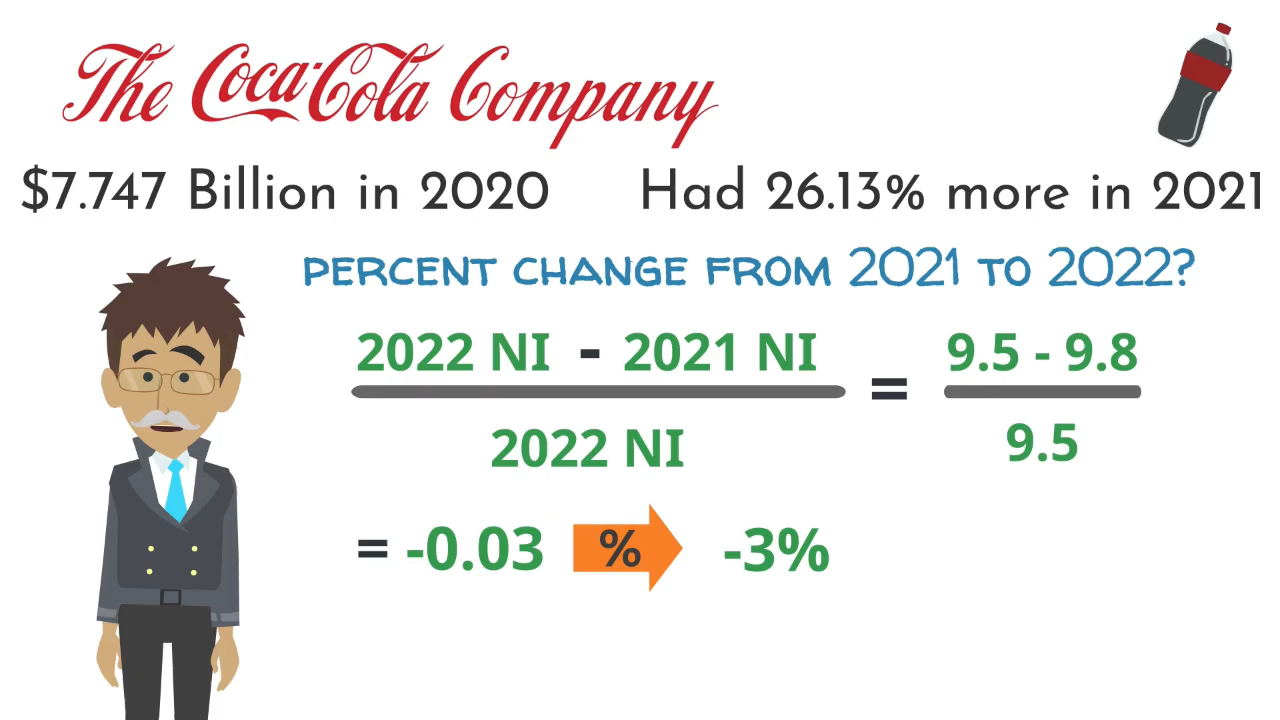 The Coca-Cola Company
$7.747 Billion in 2020 Had 26.13% more in 2021
PERCENT CHANGE FROM 2021 TO 2022?
2022 NI - 2021 NI = 9.5 - 9.8
2022 NI 9.5
= -0.03 % -3%